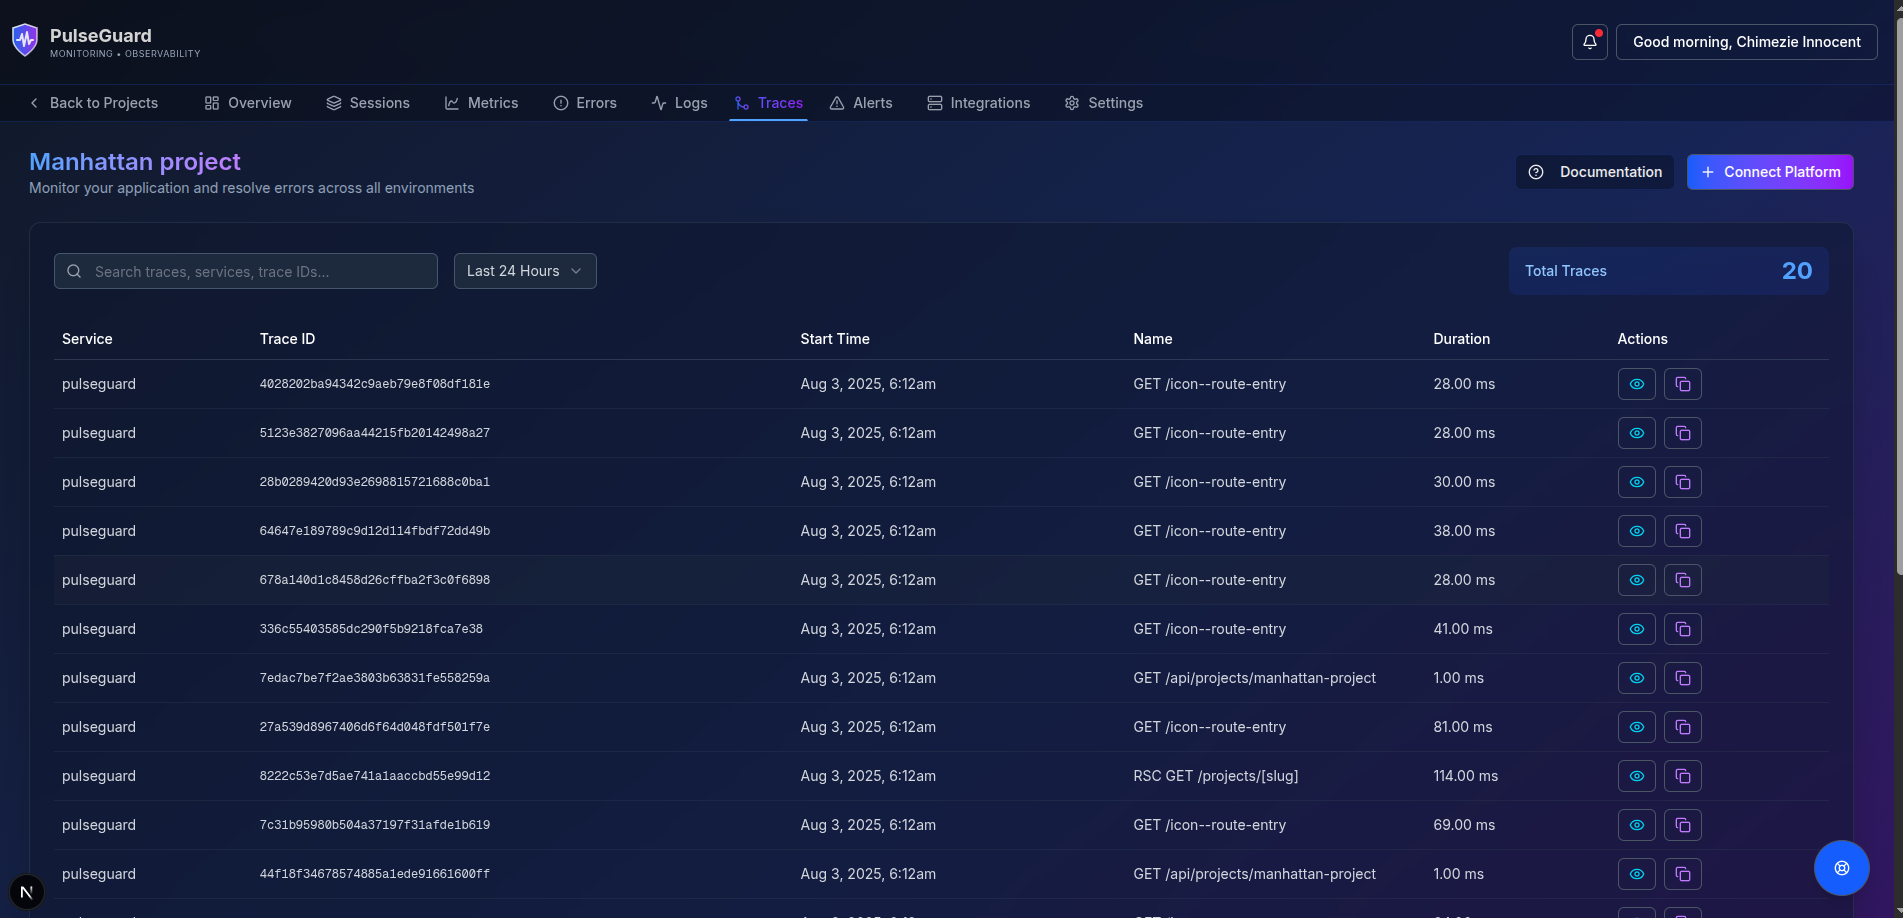 PulseGuard
MONITORING • OBSERVABILITY
Good morning, Chimezie Innocent
Back to Projects Overview Sessions Metrics Errors Logs Traces Alerts Integrations Settings
Manhattan project
Monitor your application and resolve errors across all environments
Documentation
Connect Platform
Search traces, services, trace IDs...
Last 24 Hours
Total Traces 20
Service Trace ID Start Time Name Duration Actions
pulseguard 4028202ba94342c9aeb79e8f08df181e Aug 3, 2025, 6:12am GET /icon--route-entry 28.00 ms
pulseguard 5123e3827096aa44215fb20142498a27 Aug 3, 2025, 6:12am GET /icon--route-entry 28.00 ms
pulseguard 28b0289420d93e2698815721688c0ba1 Aug 3, 2025, 6:12am GET /icon--route-entry 30.00 ms
pulseguard 64647e189789c9d12d114fbdf72dd49b Aug 3, 2025, 6:12am GET /icon--route-entry 38.00 ms
pulseguard 678a140d1c8458d26cffba2f3c0f6898 Aug 3, 2025, 6:12am GET /icon--route-entry 28.00 ms
pulseguard 336c55403585dc290f5b9218fca7e38 Aug 3, 2025, 6:12am GET /icon--route-entry 41.00 ms
pulseguard 7edac7be7f2ae3803b63831fe558259a Aug 3, 2025, 6:12am GET /api/projects/manhattan-project 1.00 ms
pulseguard 27a539d8967406d6f64d048fdf501f7e Aug 3, 2025, 6:12am GET /icon--route-entry 81.00 ms
pulseguard 8222c53e7d5ae741a1aaccbd55e99d12 Aug 3, 2025, 6:12am RSC GET /projects/[slug] 114.00 ms
pulseguard 7c31b95980b504a37197f31afde1b619 Aug 3, 2025, 6:12am GET /icon--route-entry 69.00 ms
pulseguard 44f18f34678574885a1ede91661600ff Aug 3, 2025, 6:12am GET /api/projects/manhattan-project 1.00 ms
N